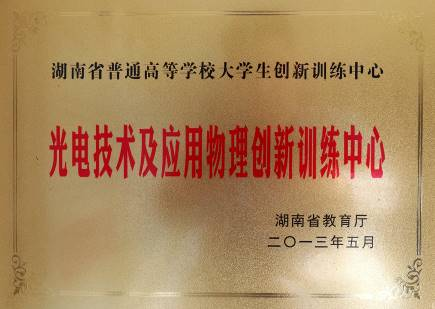 湖南省普通高等学校大学生创新训练中心
光电技术及应用物理创新训练中心
湖南省教育厅
二〇一三年五月